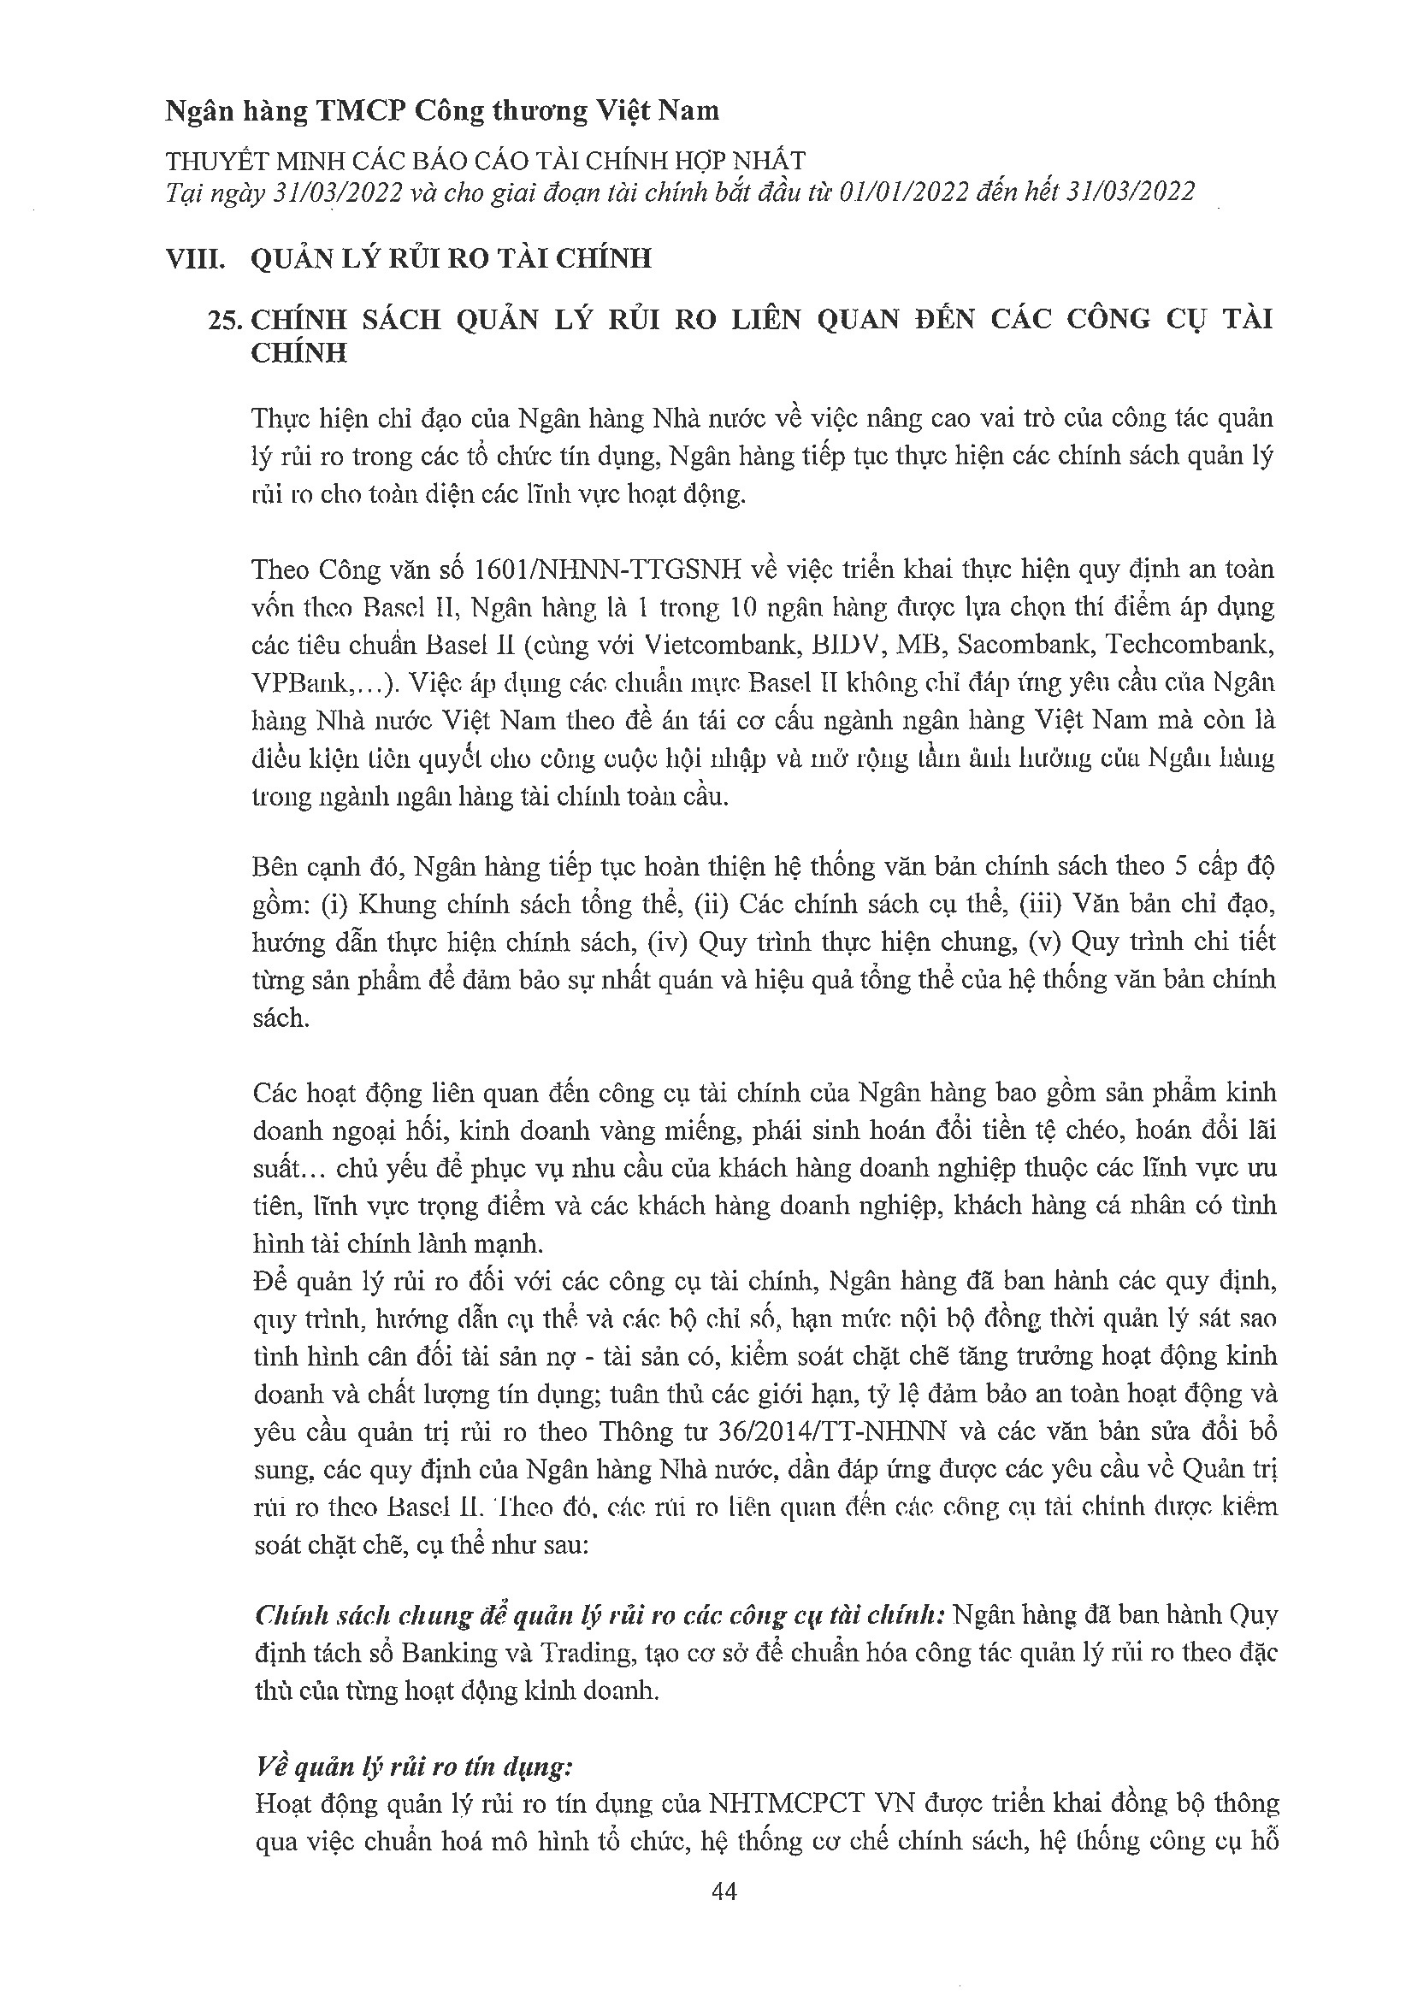 Ngân hàng TMCP Công thương Việt Nam
THUYẾT MINH CÁC BÁO CÁO TÀI CHÍNH HỢP NHẤT
Tại ngày 31/03/2022 và cho giai đoạn tài chính bắt đầu từ 01/01/2022 đến hết 31/03/2022
VIII. QUẢN LÝ RỦI RO TÀI CHÍNH
25. CHÍNH SÁCH QUẢN LÝ RỦI RO LIÊN QUAN ĐẾN CÁC CÔNG CỤ TÀI
CHÍNH
Thực hiện chỉ đạo của Ngân hàng Nhà nước về việc nâng cao vai trò của công tác quản
lý rủi ro trong các tổ chức tín dụng, Ngân hàng tiếp tục thực hiện các chính sách quản lý
rủi ro cho toàn diện các lĩnh vực hoạt động.
Theo Công văn số 1601/NHNN-TTGSNH về việc triển khai thực hiện quy định an toàn
vốn theo Basel II, Ngân hàng là 1 trong 10 ngân hàng được lựa chọn thí điểm áp dụng
các tiêu chuẩn Basel II (cùng với Vietcombank, BIDV, MB, Sacombank, Techcombank,
VPBank,...). Việc áp dụng các chuẩn mực Basel II không chỉ đáp ứng yêu cầu của Ngân
hàng Nhà nước Việt Nam theo đề án tái cơ cấu ngành ngân hàng Việt Nam mà còn là
điều kiện tiên quyết cho công cuộc hội nhập và mở rộng tầm ảnh hưởng của Ngân hàng
trong ngành ngân hàng tài chính toàn cầu.
Bên cạnh đó, Ngân hàng tiếp tục hoàn thiện hệ thống văn bản chính sách theo 5 cấp độ
gồm: (i) Khung chính sách tổng thể, (ii) Các chính sách cụ thể, (iii) Văn bản chỉ đạo,
hướng dẫn thực hiện chính sách, (iv) Quy trình thực hiện chung, (v) Quy trình chi tiết
từng sản phẩm để đảm bảo sự nhất quán và hiệu quả tổng thể của hệ thống văn bản chính
sách.
Các hoạt động liên quan đến công cụ tài chính của Ngân hàng bao gồm sản phẩm kinh
doanh ngoại hối, kinh doanh vàng miếng, phái sinh hoán đổi tiền tệ chéo, hoán đổi lãi
suất... chủ yếu để phục vụ nhu cầu của khách hàng doanh nghiệp thuộc các lĩnh vực ưu
tiên, lĩnh vực trọng điểm và các khách hàng doanh nghiệp, khách hàng cá nhân có tình
hình tài chính lành mạnh.
Để quản lý rủi ro đối với các công cụ tài chính, Ngân hàng đã ban hành các quy định,
quy trình, hướng dẫn cụ thể và các bộ chỉ số, hạn mức nội bộ đồng thời quản lý sát sao
tình hình cân đối tài sản nợ - tài sản có, kiểm soát chặt chẽ tăng trưởng hoạt động kinh
doanh và chất lượng tín dụng; tuân thủ các giới hạn, tỷ lệ đảm bảo an toàn hoạt động và
yêu cầu quản trị rủi ro theo Thông tư 36/2014/TT-NHNN và các văn bản sửa đổi bổ
sung, các quy định của Ngân hàng Nhà nước, dần đáp ứng được các yêu cầu về Quản trị
rủi ro theo Basel II. Theo đó, các rủi ro liên quan đến các công cụ tài chính được kiểm
soát chặt chẽ, cụ thể như sau:
Chính sách chung để quản lý rủi ro các công cụ tài chính: Ngân hàng đã ban hành Quy
định tách sổ Banking và Trading, tạo cơ sở để chuẩn hóa công tác quản lý rủi ro theo đặc
thù của từng hoạt động kinh doanh.
Về quản lý rủi ro tín dụng:
Hoạt động quản lý rủi ro tín dụng của NHTMCPCT VN được triển khai đồng bộ thông
qua việc chuẩn hoá mô hình tổ chức, hệ thống cơ chế chính sách, hệ thống công cụ hỗ
44